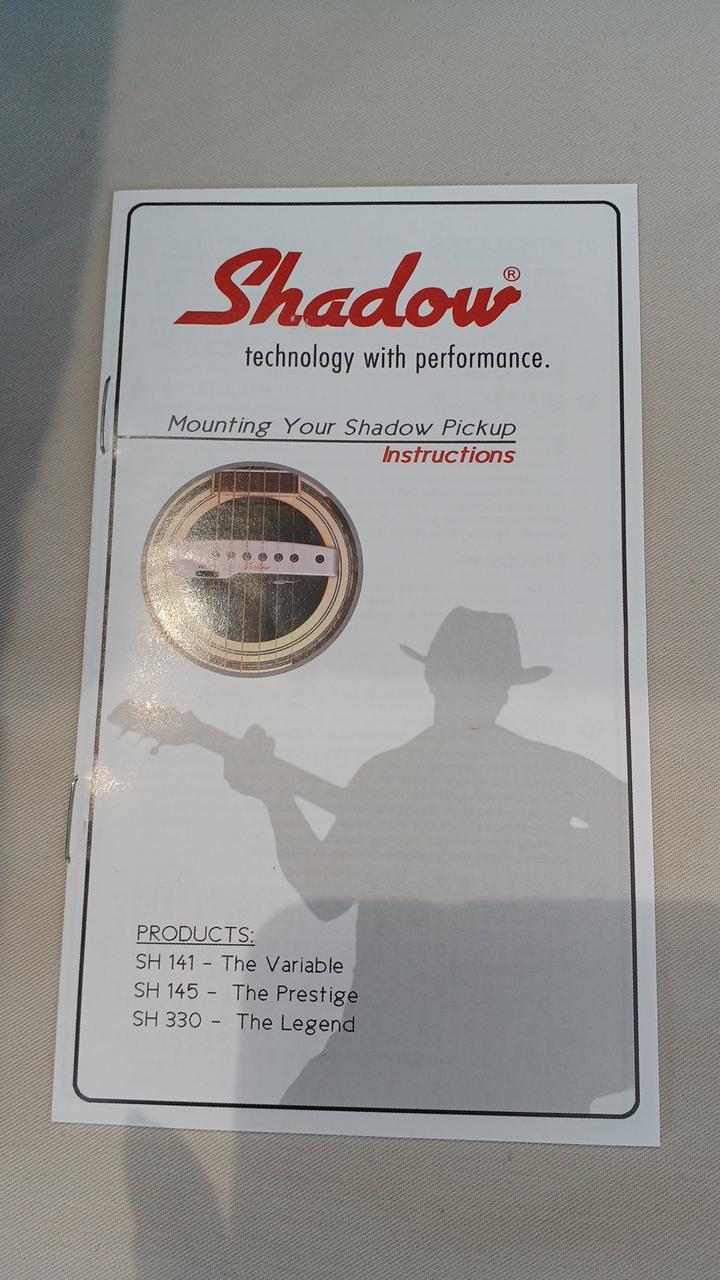 Shadow®
technology with performance.
Mounting Your Shadow Pickup
Instructions
Shadow
PRODUCTS:
SH 141 - The Variable
SH 145 - The Prestige
SH 330 - The Legend